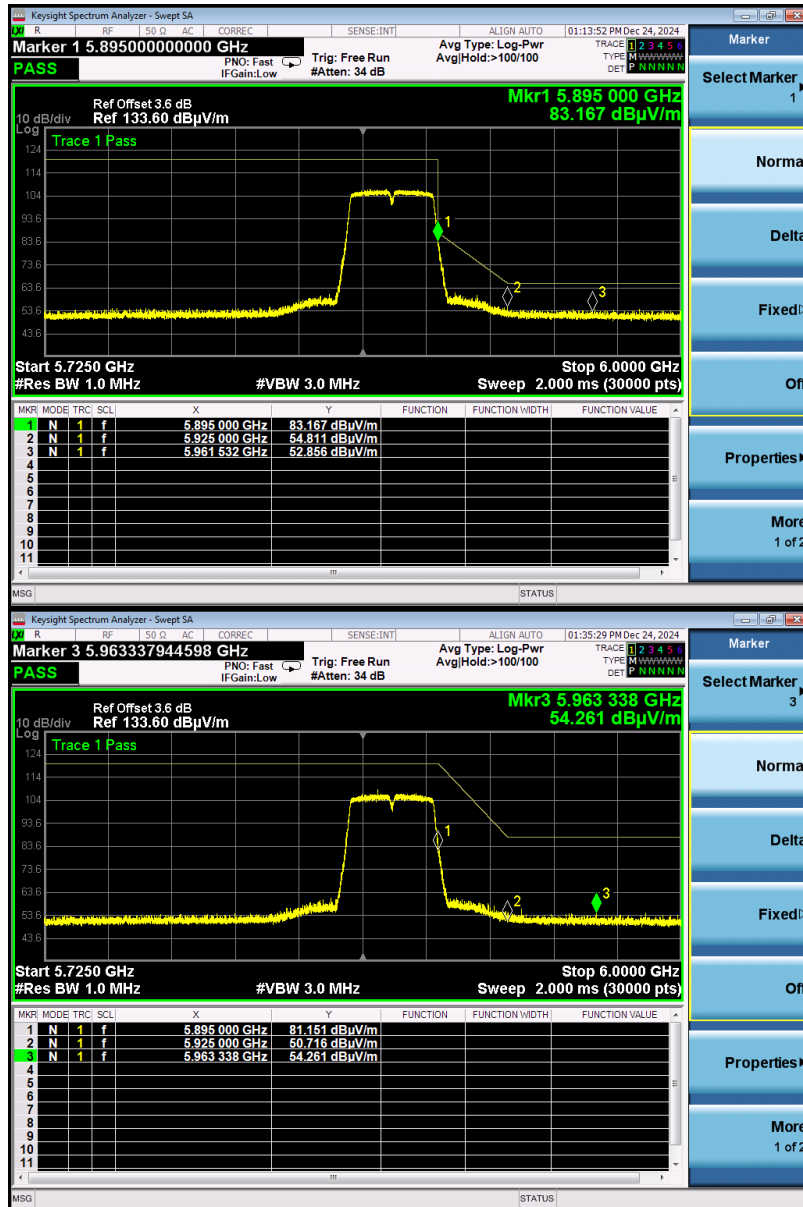 Keysight Spectrum Analyzer - Swept SA
LXI R RF 50 Ω AC CORREC SENSE:INT ALIGN AUTO 01:13:52 PM Dec 24, 2024
Marker 1 5.895000000000 GHz
PASS
PNO: Fast
IFGain:Low
Trig: Free Run
#Atten: 34 dB
Avg Type: Log-Pwr
Avg|Hold:>100/100
TRACE 1 2 3 4 5 6
TYPE M WWWWW
DET P N N N N N
Mkr1 5.895 000 GHz
83.167 dBµV/m
Ref Offset 3.6 dB
10 dB/div Ref 133.60 dBµV/m
Log
Trace 1 Pass
124
114
104
93.6
83.6
73.6
63.6
53.6
43.6
1
2
3
Start 5.7250 GHz Stop 6.0000 GHz
#Res BW 1.0 MHz #VBW 3.0 MHz Sweep 2.000 ms (30000 pts)
MKR MODE TRC SCL X Y FUNCTION FUNCTION WIDTH FUNCTION VALUE
1 N 1 f 5.895 000 GHz 83.167 dBµV/m
2 N 1 f 5.925 000 GHz 54.811 dBµV/m
3 N 1 f 5.961 532 GHz 52.856 dBµV/m
4
5
6
7
8
9
10
11
MSG STATUS
Marker
Select Marker
1
Norma
Delta
Fixed
Off
Properties
More
1 of 2
Keysight Spectrum Analyzer - Swept SA
LXI R RF 50 Ω AC CORREC SENSE:INT ALIGN AUTO 01:35:29 PM Dec 24, 2024
Marker 3 5.963337944598 GHz
PASS
PNO: Fast
IFGain:Low
Trig: Free Run
#Atten: 34 dB
Avg Type: Log-Pwr
Avg|Hold:>100/100
TRACE 1 2 3 4 5 6
TYPE M WWWWW
DET P N N N N N
Mkr3 5.963 338 GHz
54.261 dBµV/m
Ref Offset 3.6 dB
10 dB/div Ref 133.60 dBµV/m
Log
Trace 1 Pass
124
114
104
93.6
83.6
73.6
63.6
53.6
43.6
1
2
3
Start 5.7250 GHz Stop 6.0000 GHz
#Res BW 1.0 MHz #VBW 3.0 MHz Sweep 2.000 ms (30000 pts)
MKR MODE TRC SCL X Y FUNCTION FUNCTION WIDTH FUNCTION VALUE
1 N 1 f 5.895 000 GHz 81.151 dBµV/m
2 N 1 f 5.925 000 GHz 50.716 dBµV/m
3 N 1 f 5.963 338 GHz 54.261 dBµV/m
4
5
6
7
8
9
10
11
MSG STATUS
Marker
Select Marker
3
Norma
Delta
Fixed
Off
Properties
More
1 of 2